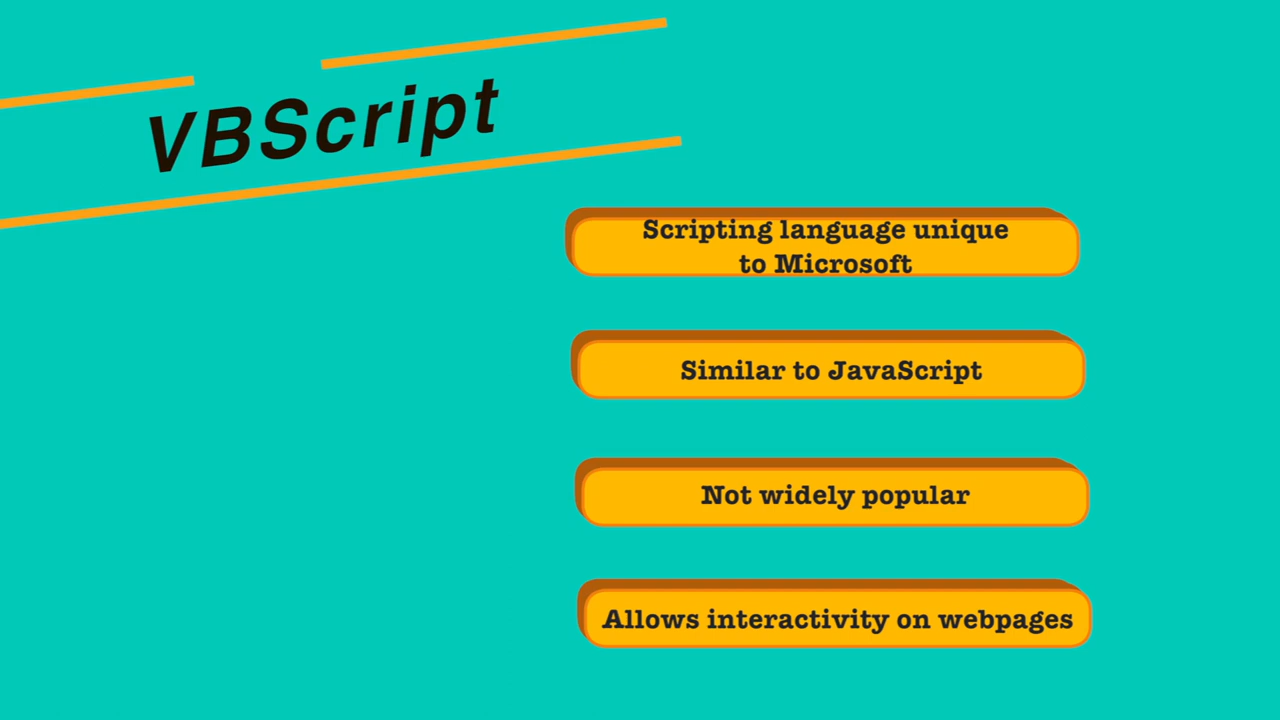 VBScript
Scripting language unique
to Microsoft
Similar to JavaScript
Not widely popular
Allows interactivity on webpages